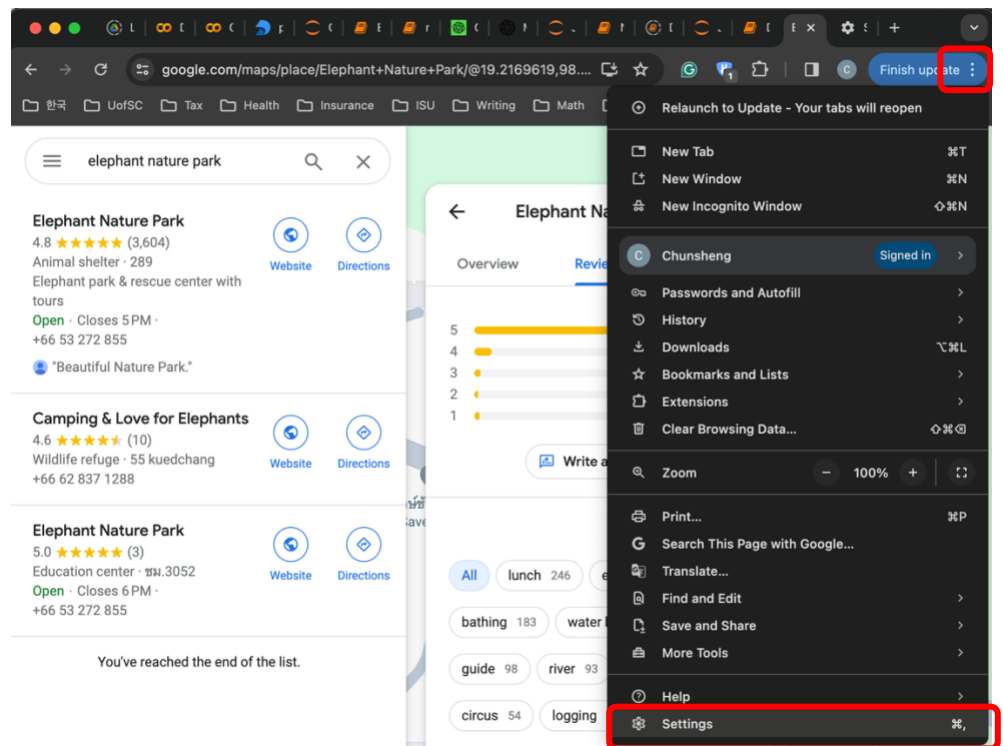 google.com/maps/place/Elephant+Nature+Park/@19.2169619,98....
Finish update
한국 UofSC Tax Health Insurance ISU Writing Math
elephant nature park
Elephant Nature Park
4.8 (3,604)
Animal shelter · 289
Elephant park & rescue center with
tours
Open · Closes 5 PM ·
+66 53 272 855
"Beautiful Nature Park."
Website
Directions
Camping & Love for Elephants
4.6 (10)
Wildlife refuge · 55 kuedchang
+66 62 837 1288
Website
Directions
Elephant Nature Park
5.0 (3)
Education center · ชม.3052
Open · Closes 6 PM ·
+66 53 272 855
Website
Directions
You've reached the end of the list.
Elephant Na
Overview Revie
5
4
3
2
1
Write a
All lunch 246 e
bathing 183 water
guide 98 river 93
circus 54 logging
Relaunch to Update - Your tabs will reopen
New Tab ⌘T
New Window ⌘N
New Incognito Window ⇧⌘N
C Chunsheng Signed in
Passwords and Autofill
History
Downloads ⌥⌘L
Bookmarks and Lists
Extensions
Clear Browsing Data... ⇧⌘⌫
Zoom − 100% +
Print... ⌘P
Search This Page with Google...
Translate...
Find and Edit
Save and Share
More Tools
Help
Settings ⌘,